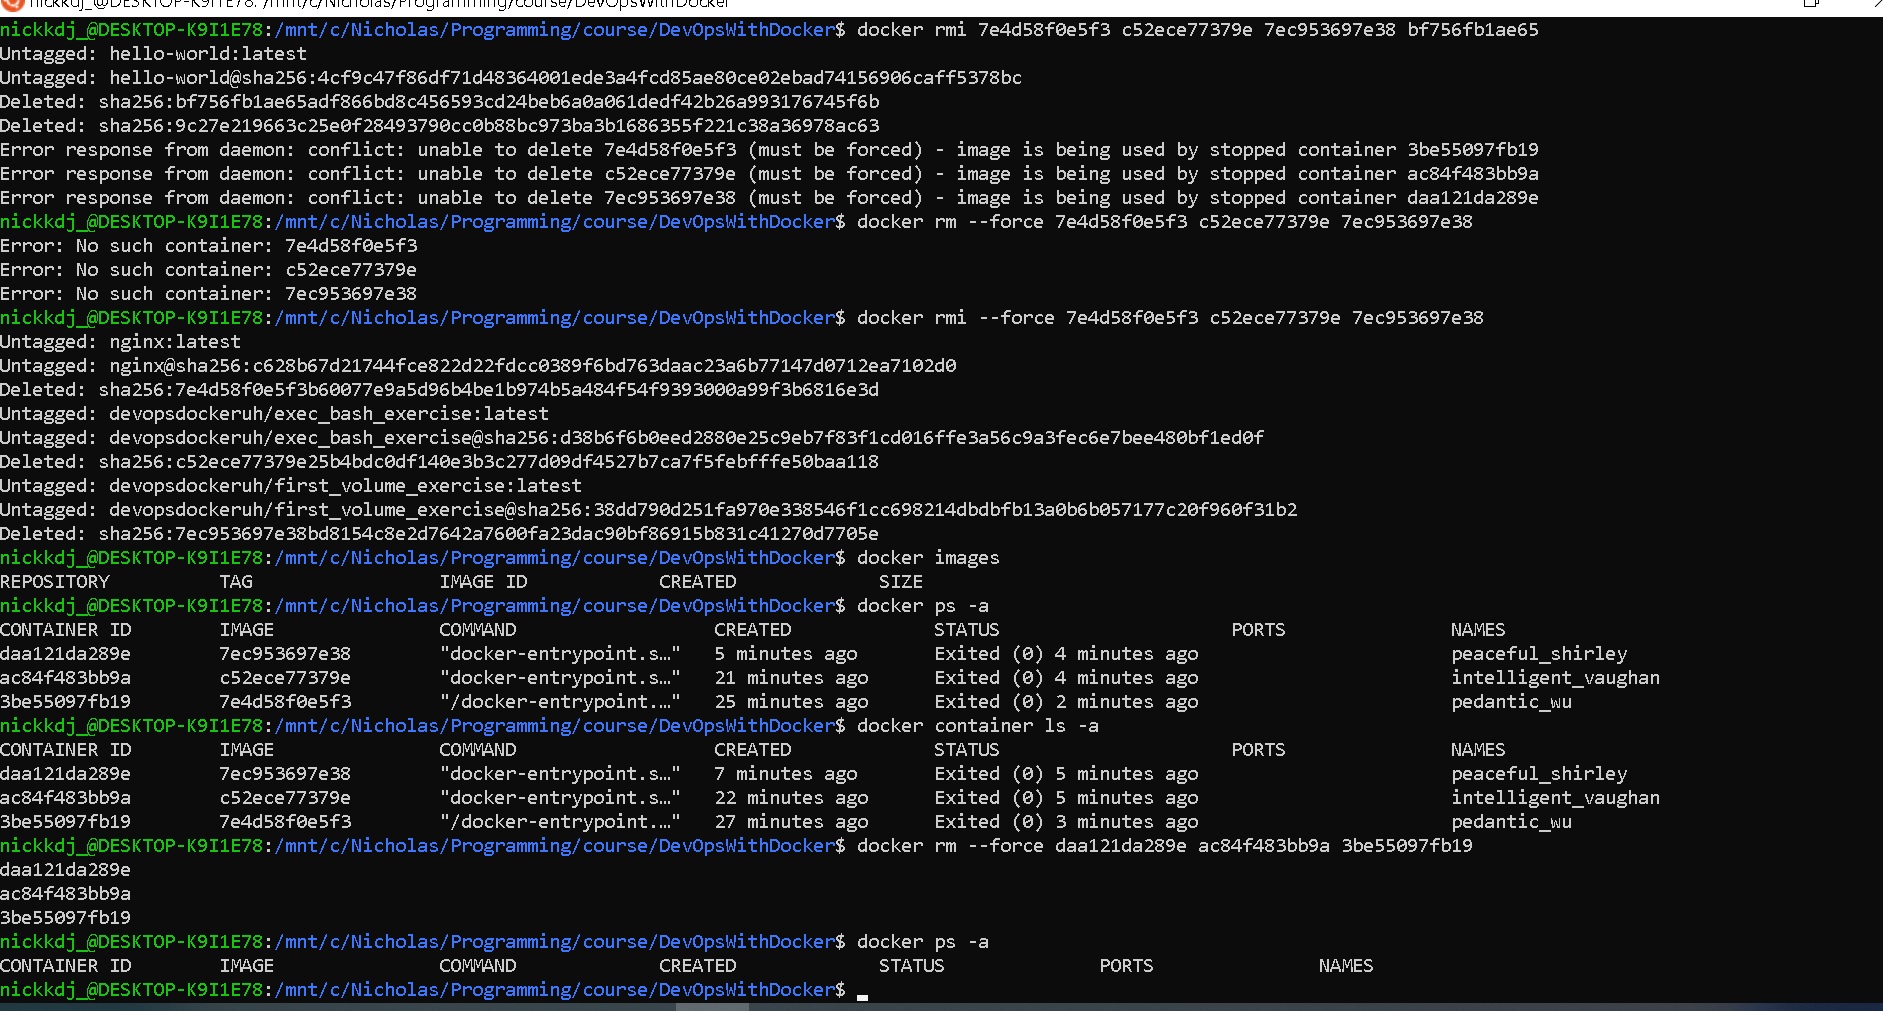 nickkdj_@DESKTOP-K9I1E78: /mnt/c/Nicholas/Programming/course/DevOpsWithDocker
nickkdj_@DESKTOP-K9I1E78:/mnt/c/Nicholas/Programming/course/DevOpsWithDocker$ docker rmi 7e4d58f0e5f3 c52ece77379e 7ec953697e38 bf756fb1ae65
Untagged: hello-world:latest
Untagged: hello-world@sha256:4cf9c47f86df71d48364001ede3a4fcd85ae80ce02ebad74156906caff5378bc
Deleted: sha256:bf756fb1ae65adf866bd8c456593cd24beb6a0a061dedf42b26a993176745f6b
Deleted: sha256:9c27e219663c25e0f28493790cc0b88bc973ba3b1686355f221c38a36978ac63
Error response from daemon: conflict: unable to delete 7e4d58f0e5f3 (must be forced) - image is being used by stopped container 3be55097fb19
Error response from daemon: conflict: unable to delete c52ece77379e (must be forced) - image is being used by stopped container ac84f483bb9a
Error response from daemon: conflict: unable to delete 7ec953697e38 (must be forced) - image is being used by stopped container daa121da289e
nickkdj_@DESKTOP-K9I1E78:/mnt/c/Nicholas/Programming/course/DevOpsWithDocker$ docker rm --force 7e4d58f0e5f3 c52ece77379e 7ec953697e38
Error: No such container: 7e4d58f0e5f3
Error: No such container: c52ece77379e
Error: No such container: 7ec953697e38
nickkdj_@DESKTOP-K9I1E78:/mnt/c/Nicholas/Programming/course/DevOpsWithDocker$ docker rmi --force 7e4d58f0e5f3 c52ece77379e 7ec953697e38
Untagged: nginx:latest
Untagged: nginx@sha256:c628b67d21744fce822d22fdcc0389f6bd763daac23a6b77147d0712ea7102d0
Deleted: sha256:7e4d58f0e5f3b60077e9a5d96b4be1b974b5a484f54f9393000a99f3b6816e3d
Untagged: devopsdockeruh/exec_bash_exercise:latest
Untagged: devopsdockeruh/exec_bash_exercise@sha256:d38b6f6b0eed2880e25c9eb7f83f1cd016ffe3a56c9a3fec6e7bee480bf1ed0f
Deleted: sha256:c52ece77379e25b4bdc0df140e3b3c277d09df4527b7ca7f5febfffe50baa118
Untagged: devopsdockeruh/first_volume_exercise:latest
Untagged: devopsdockeruh/first_volume_exercise@sha256:38dd790d251fa970e338546f1cc698214dbdbfb13a0b6b057177c20f960f31b2
Deleted: sha256:7ec953697e38bd8154c8e2d7642a7600fa23dac90bf86915b831c41270d7705e
nickkdj_@DESKTOP-K9I1E78:/mnt/c/Nicholas/Programming/course/DevOpsWithDocker$ docker images
REPOSITORY TAG IMAGE ID CREATED SIZE
nickkdj_@DESKTOP-K9I1E78:/mnt/c/Nicholas/Programming/course/DevOpsWithDocker$ docker ps -a
CONTAINER ID IMAGE COMMAND CREATED STATUS PORTS NAMES
daa121da289e 7ec953697e38 "docker-entrypoint.s…" 5 minutes ago Exited (0) 4 minutes ago peaceful_shirley
ac84f483bb9a c52ece77379e "docker-entrypoint.s…" 21 minutes ago Exited (0) 4 minutes ago intelligent_vaughan
3be55097fb19 7e4d58f0e5f3 "/docker-entrypoint.…" 25 minutes ago Exited (0) 2 minutes ago pedantic_wu
nickkdj_@DESKTOP-K9I1E78:/mnt/c/Nicholas/Programming/course/DevOpsWithDocker$ docker container ls -a
CONTAINER ID IMAGE COMMAND CREATED STATUS PORTS NAMES
daa121da289e 7ec953697e38 "docker-entrypoint.s…" 7 minutes ago Exited (0) 5 minutes ago peaceful_shirley
ac84f483bb9a c52ece77379e "docker-entrypoint.s…" 22 minutes ago Exited (0) 5 minutes ago intelligent_vaughan
3be55097fb19 7e4d58f0e5f3 "/docker-entrypoint.…" 27 minutes ago Exited (0) 3 minutes ago pedantic_wu
nickkdj_@DESKTOP-K9I1E78:/mnt/c/Nicholas/Programming/course/DevOpsWithDocker$ docker rm --force daa121da289e ac84f483bb9a 3be55097fb19
daa121da289e
ac84f483bb9a
3be55097fb19
nickkdj_@DESKTOP-K9I1E78:/mnt/c/Nicholas/Programming/course/DevOpsWithDocker$ docker ps -a
CONTAINER ID IMAGE COMMAND CREATED STATUS PORTS NAMES
nickkdj_@DESKTOP-K9I1E78:/mnt/c/Nicholas/Programming/course/DevOpsWithDocker$